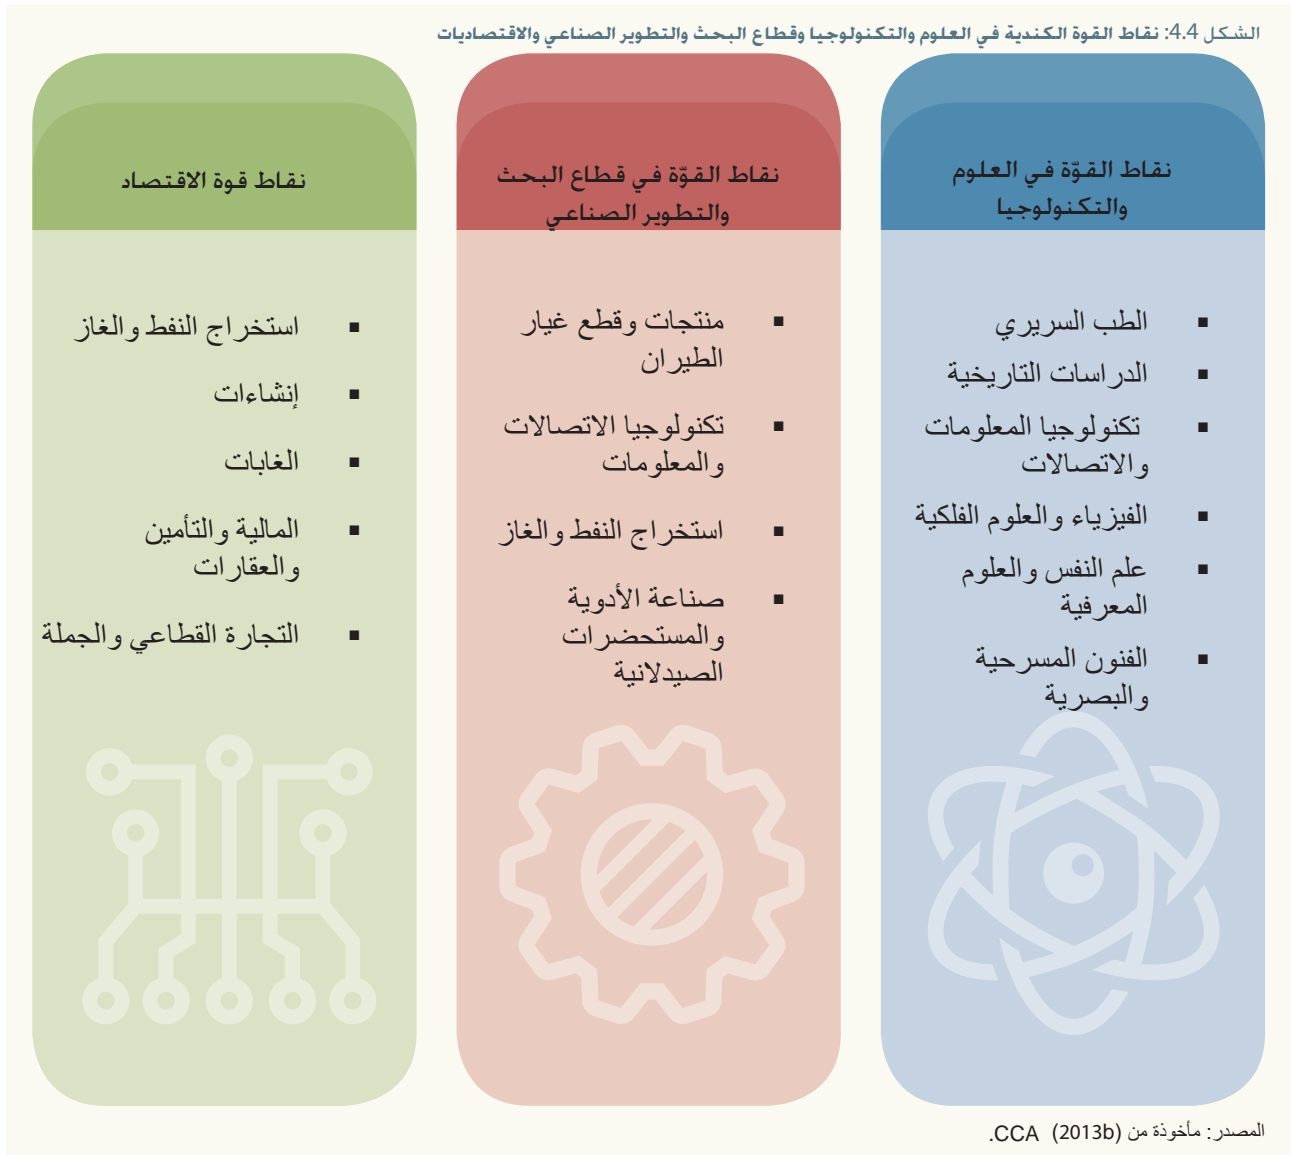 الشكل 4.4: نقاط القوة الكندية في العلوم والتكنولوجيا وقطاع البحث والتطوير الصناعي والاقتصاديات
نقاط القوّة في العلوم
والتكنولوجيا
▪ الطب السريري
▪ الدراسات التاريخية
▪ تكنولوجيا المعلومات
والاتصالات
▪ الفيزياء والعلوم الفلكية
▪ علم النفس والعلوم
المعرفية
▪ الفنون المسرحية
والبصرية
نقاط القوّة في قطاع البحث
والتطوير الصناعي
▪ منتجات وقطع غيار
الطيران
▪ تكنولوجيا الاتصالات
والمعلومات
▪ استخراج النفط والغاز
▪ صناعة الأدوية
والمستحضرات
الصيدلانية
نقاط قوة الاقتصاد
▪ استخراج النفط والغاز
▪ إنشاءات
▪ الغابات
▪ المالية والتأمين
والعقارات
▪ التجارة القطاعي والجملة
المصدر: مأخوذة من CCA (2013b).